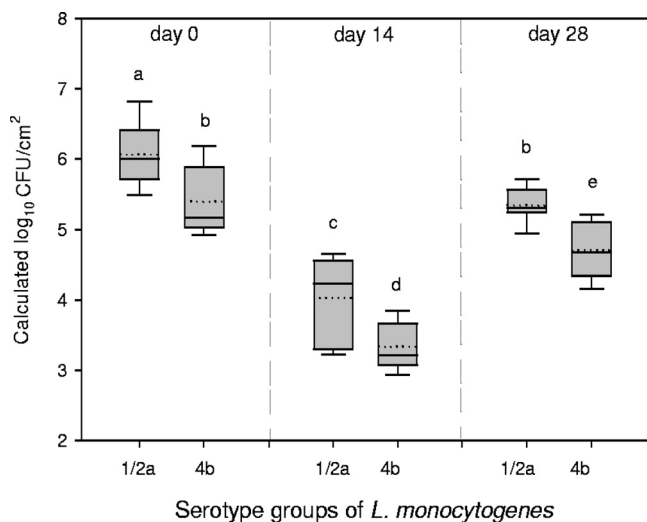 8
day 0 day 14 day 28
7
a
b
b
6
e
5
c
d
4
3
2
Calculated log10 CFU/cm2
1/2a 4b 1/2a 4b 1/2a 4b
Serotype groups of L. monocytogenes